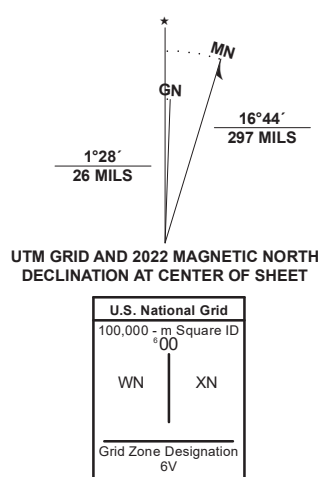 ★
MN
GN
16°44´
297 MILS
1°28´
26 MILS
UTM GRID AND 2022 MAGNETIC NORTH
DECLINATION AT CENTER OF SHEET
U.S. National Grid
100,000 - m Square ID
⁶00
WN XN
Grid Zone Designation
6V